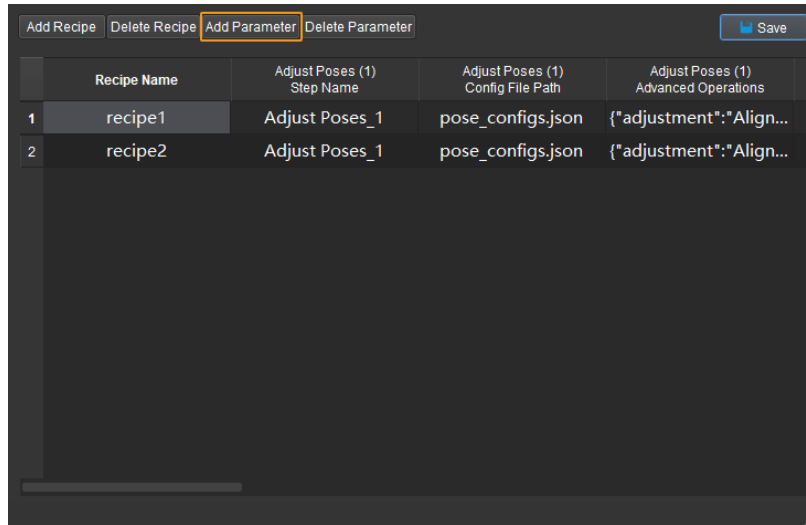 Add Recipe Delete Recipe Add Parameter Delete Parameter Save
Recipe Name Adjust Poses (1) Step Name Adjust Poses (1) Config File Path Adjust Poses (1) Advanced Operations
1 recipe1 Adjust Poses_1 pose_configs.json {"adjustment":"Align...
2 recipe2 Adjust Poses_1 pose_configs.json {"adjustment":"Align...